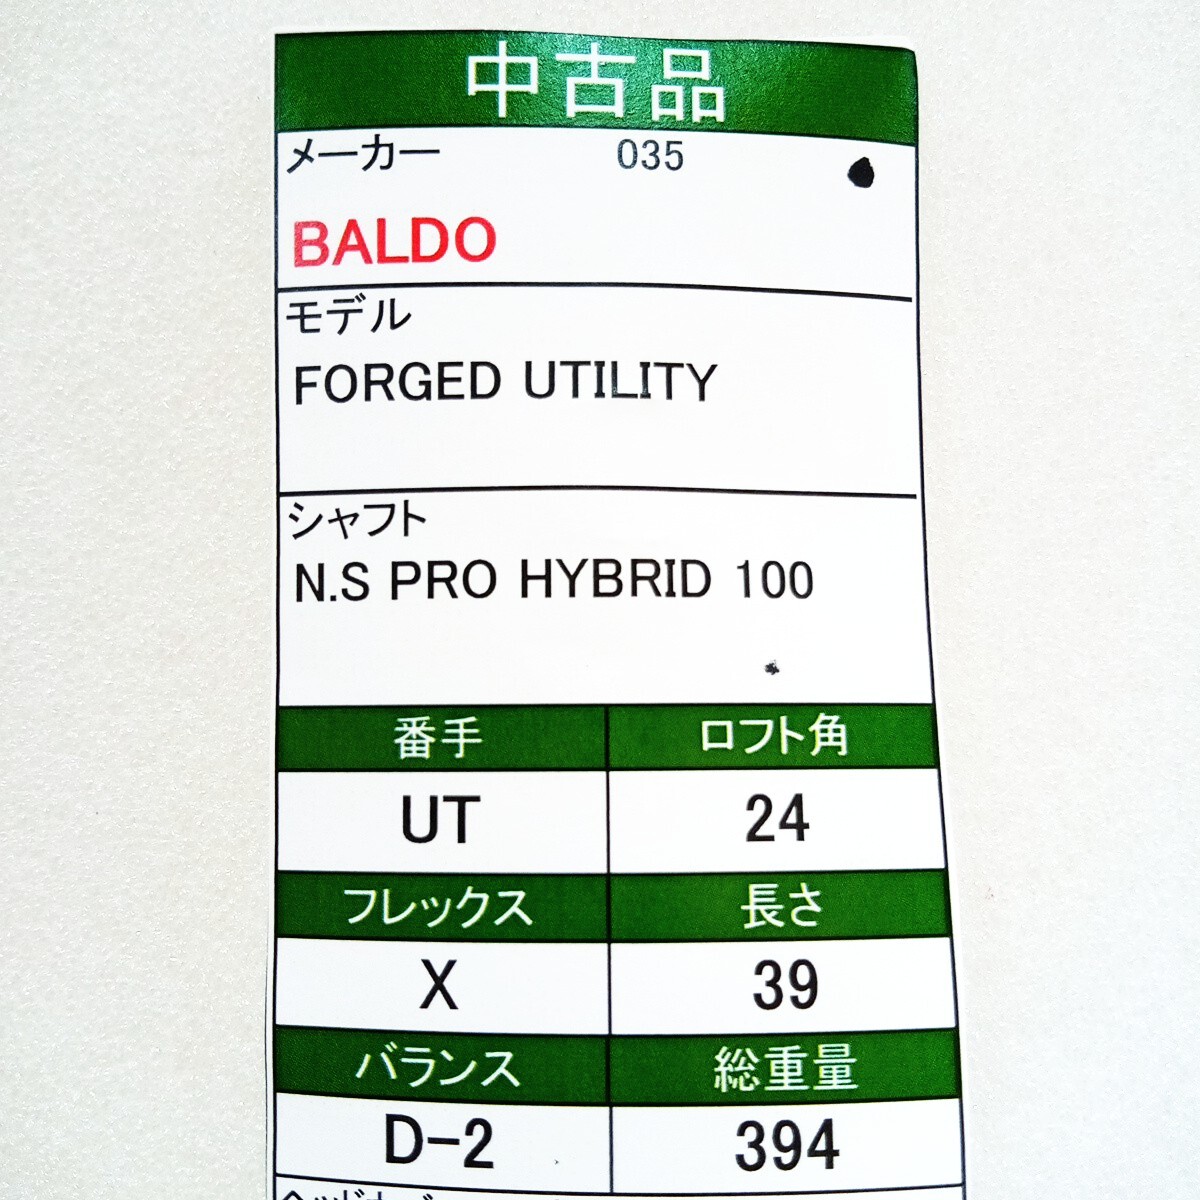 中古品
メーカー 035
BALDO
モデル
FORGED UTILITY
シャフト
N.S PRO HYBRID 100
番手 ロフト角
UT 24
フレックス 長さ
X 39
バランス 総重量
D-2 394